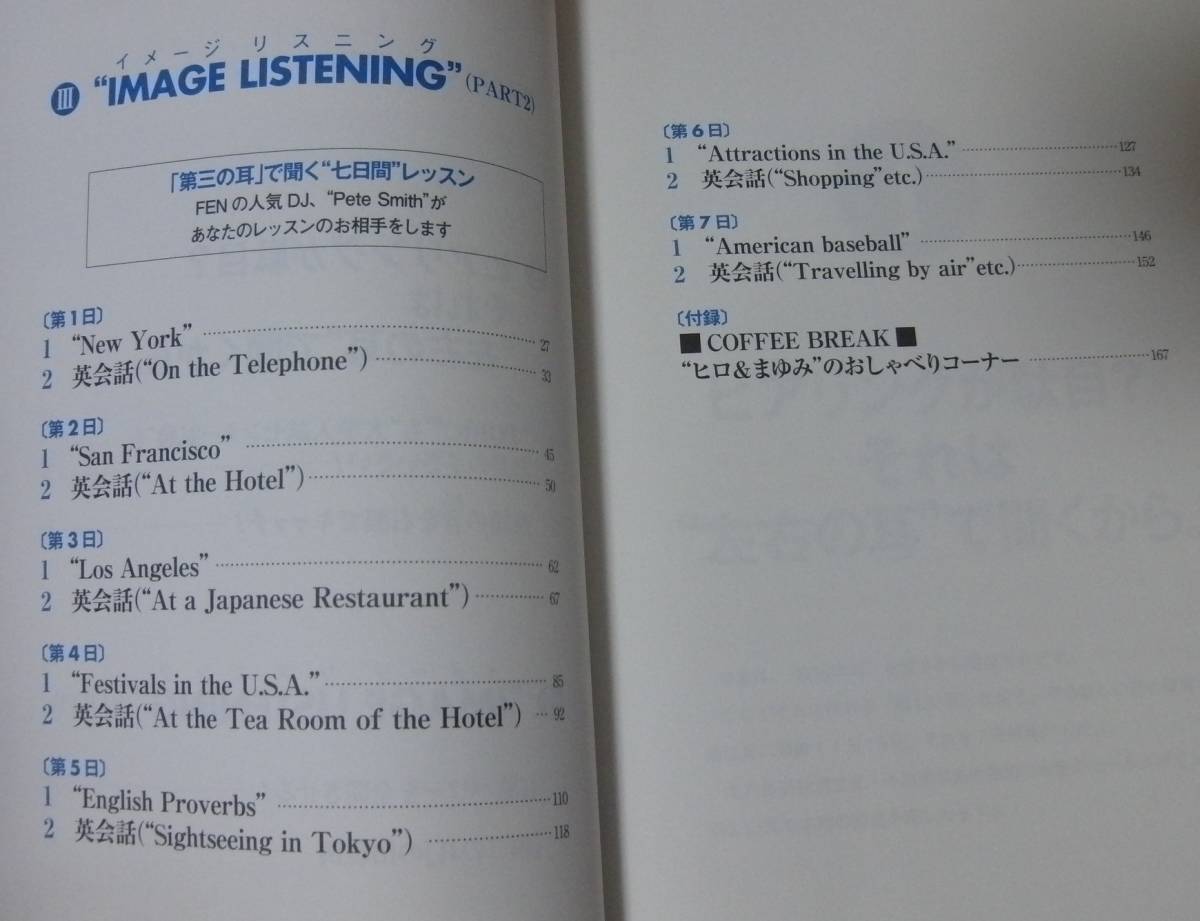 イメージ リスニング
Ⅲ “IMAGE LISTENING” (PART2)
「第三の耳」で聞く“七日間”レッスン
FENの人気DJ、“Pete Smith”が
あなたのレッスンのお相手をします
〔第1日〕
1 “New York” 27
2 英会話(“On the Telephone”) 33
〔第2日〕
1 “San Francisco” 45
2 英会話(“At the Hotel”) 50
〔第3日〕
1 “Los Angeles” 62
2 英会話(“At a Japanese Restaurant”) 67
〔第4日〕
1 “Festivals in the U.S.A.” 85
2 英会話(“At the Tea Room of the Hotel”) 92
〔第5日〕
1 “English Proverbs” 110
2 英会話(“Sightseeing in Tokyo”) 118
〔第6日〕
1 “Attractions in the U.S.A.” 127
2 英会話(“Shopping”etc.) 134
〔第7日〕
1 “American baseball” 146
2 英会話(“Travelling by air”etc.) 152
〔付録〕
■ COFFEE BREAK ■
“ヒロ&まゆみ”のおしゃべりコーナー 167